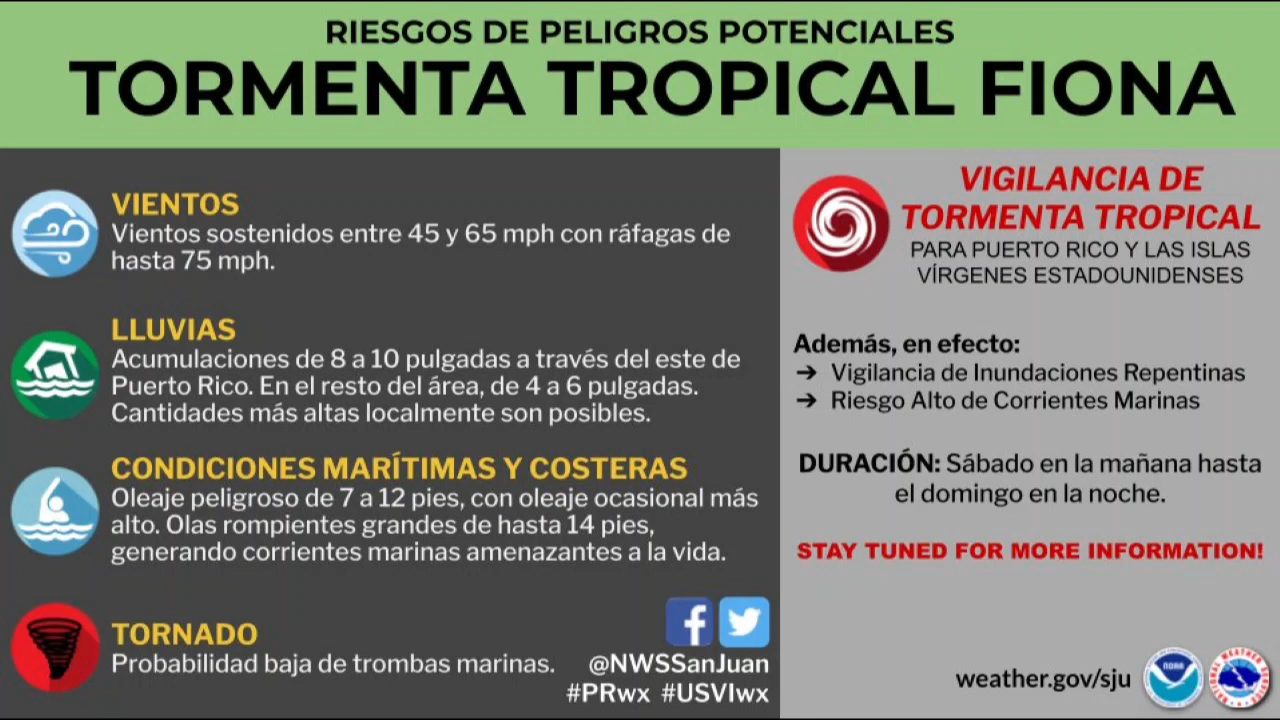 RIESGOS DE PELIGROS POTENCIALES
TORMENTA TROPICAL FIONA
VIENTOS
Vientos sostenidos entre 45 y 65 mph con ráfagas de
hasta 75 mph.
LLUVIAS
Acumulaciones de 8 a 10 pulgadas a través del este de
Puerto Rico. En el resto del área, de 4 a 6 pulgadas.
Cantidades más altas localmente son posibles.
CONDICIONES MARÍTIMAS Y COSTERAS
Oleaje peligroso de 7 a 12 pies, con oleaje ocasional más
alto. Olas rompientes grandes de hasta 14 pies,
generando corrientes marinas amenazantes a la vida.
TORNADO
Probabilidad baja de trombas marinas.
@NWSSanJuan
#PRwx #USVIwx
VIGILANCIA DE
TORMENTA TROPICAL
PARA PUERTO RICO Y LAS ISLAS
VÍRGENES ESTADOUNIDENSES
Además, en efecto:
➔ Vigilancia de Inundaciones Repentinas
➔ Riesgo Alto de Corrientes Marinas
DURACIÓN: Sábado en la mañana hasta
el domingo en la noche.
STAY TUNED FOR MORE INFORMATION!
weather.gov/sju
NOAA
NATIONAL WEATHER SERVICE